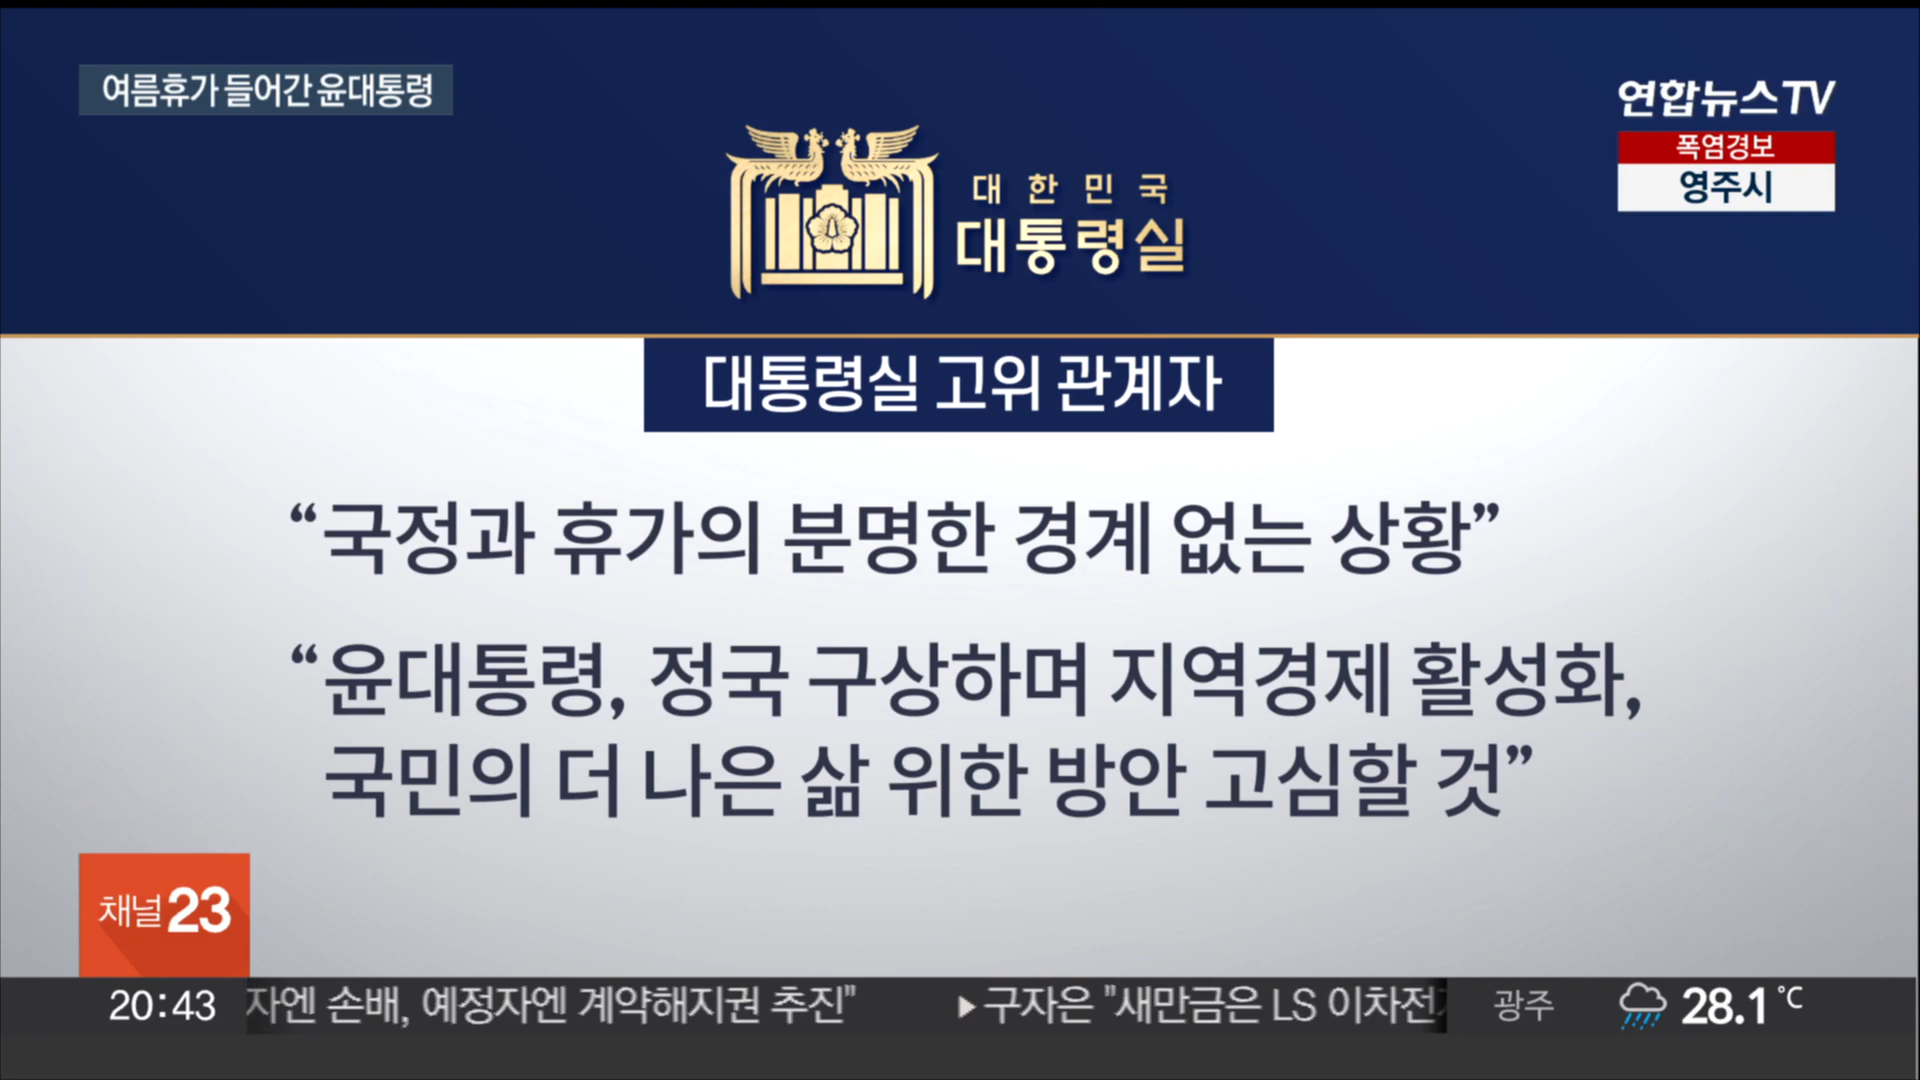 여름휴가 들어간 윤대통령
연합뉴스TV
폭염경보
영주시
대한민국
대통령실
대통령실 고위 관계자
“국정과 휴가의 분명한 경계 없는 상황”
“윤대통령, 정국 구상하며 지역경제 활성화,
국민의 더 나은 삶 위한 방안 고심할 것”
채널23
20:43 자엔 손배, 예정자엔 계약해지권 추진" ▶구자은 "새만금은 LS 이차전 광주 28.1℃